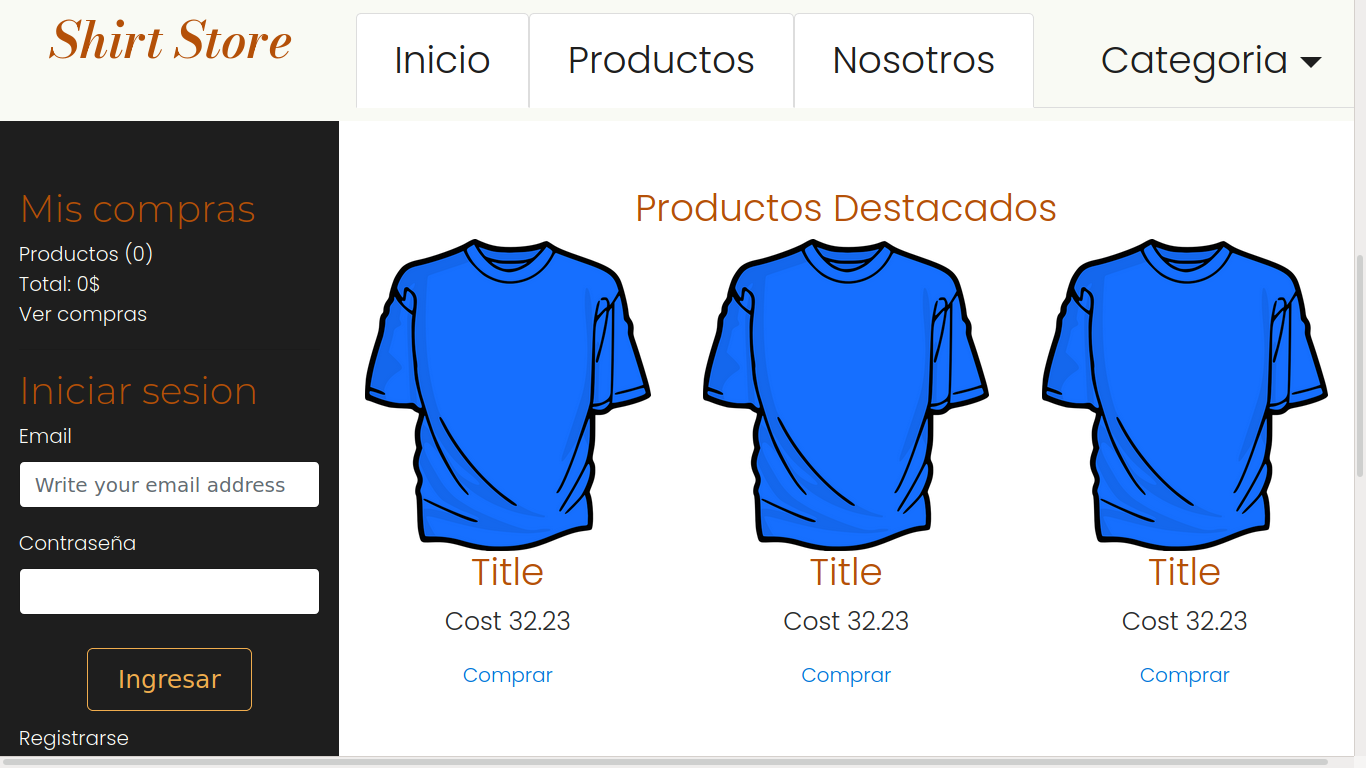 Shirt Store
Inicio
Productos
Nosotros
Categoria
Mis compras
Productos (0)
Total: 0$
Ver compras
Iniciar sesion
Email
Write your email address
Contraseña
Ingresar
Registrarse
Productos Destacados
Title
Cost 32.23
Comprar
Title
Cost 32.23
Comprar
Title
Cost 32.23
Comprar